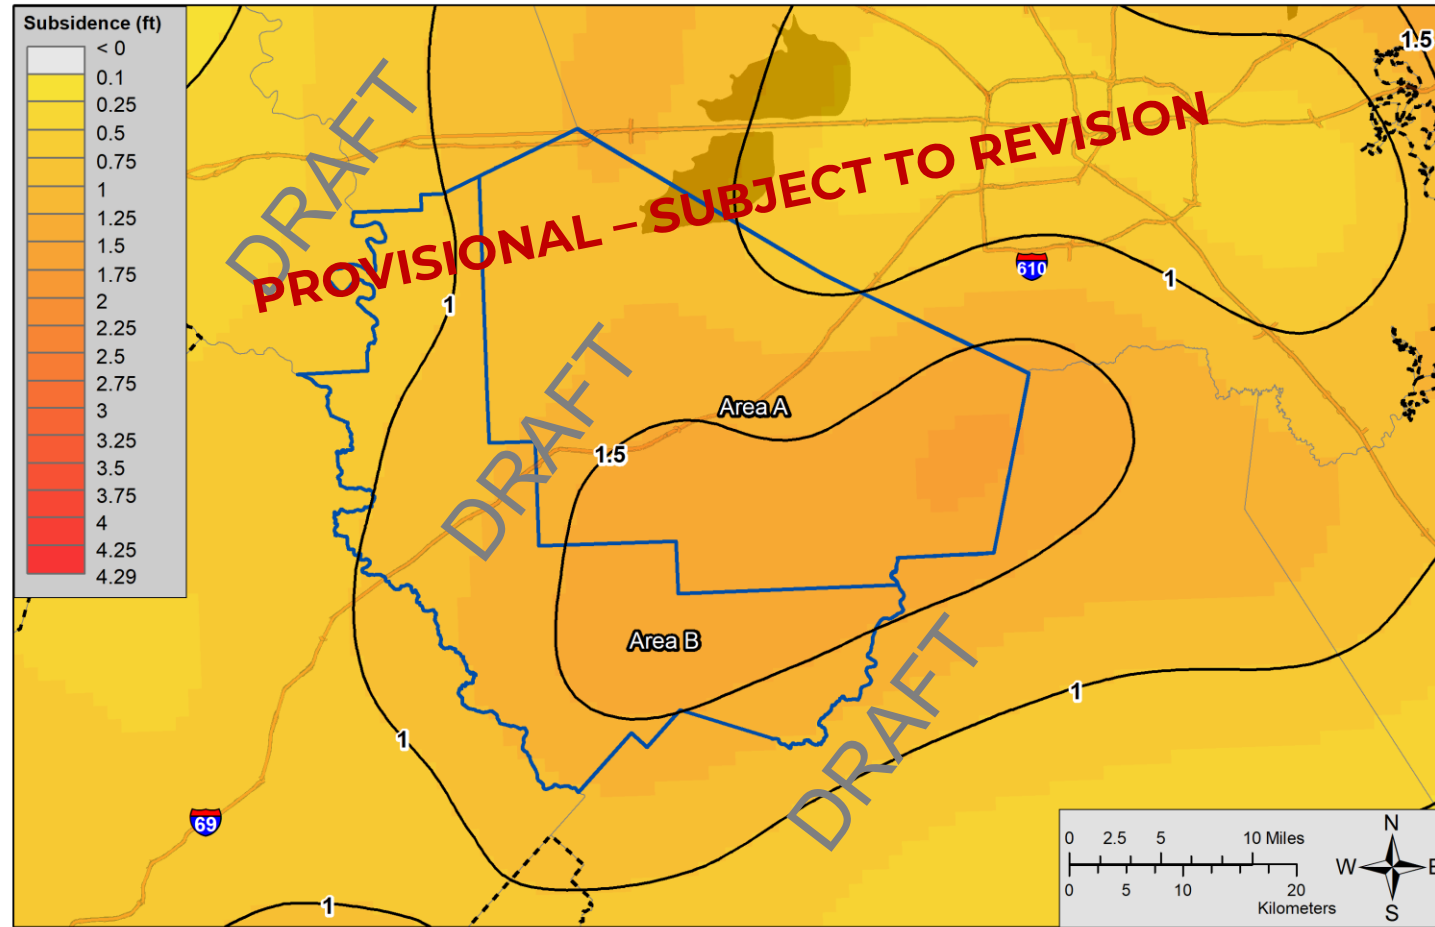 Subsidence (ft)
< 0
0.1
0.25
0.5
0.75
1
1.25
1.5
1.75
2
2.25
2.5
2.75
3
3.25
3.5
3.75
4
4.25
4.29
1.5
DRAFT
PROVISIONAL – SUBJECT TO REVISION
610
1
1
DRAFT
Area A
1.5
Area B
DRAFT
1
1
69
1
0 2.5 5 10 Miles
0 5 10 20
Kilometers
N
W E
S